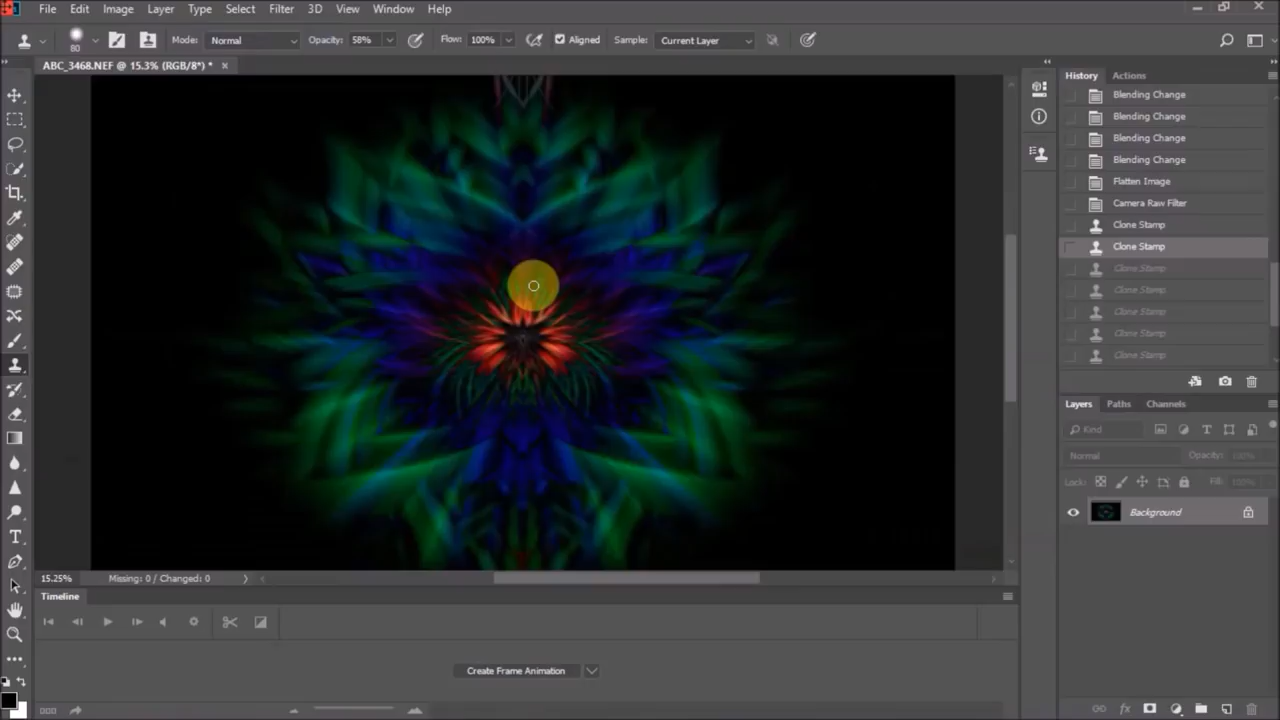 File Edit Image Layer Type Select Filter 3D View Window Help
80 Mode: Normal Opacity: 58% Flow: 100% Aligned Sample: Current Layer
ABC_3468.NEF @ 15.3% (RGB/8*) * ×
History Actions
Blending Change
Blending Change
Blending Change
Blending Change
Flatten Image
Camera Raw Filter
Clone Stamp
Clone Stamp
Clone Stamp
Clone Stamp
Clone Stamp
Clone Stamp
Clone Stamp
Layers Paths Channels
Kind
Normal Opacity: 100%
Lock: Fill: 100%
Background
15.25% Missing: 0 / Changed: 0
Timeline
Create Frame Animation